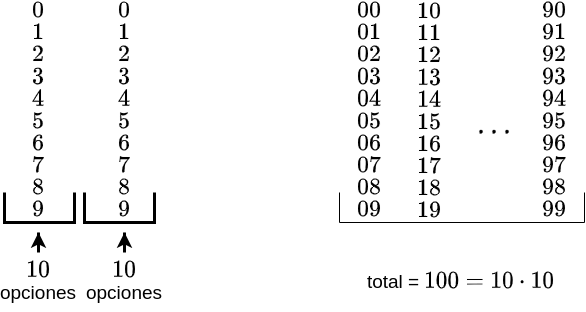 0 0 00 10 90
1 1 01 11 91
2 2 02 12 92
3 3 03 13 93
4 4 04 14 94
5 5 05 15 95
...
6 6 06 16 96
7 7 07 17 97
8 8 08 18 98
9 9 09 19 99
10 10
opciones opciones
total = 100 = 10 · 10